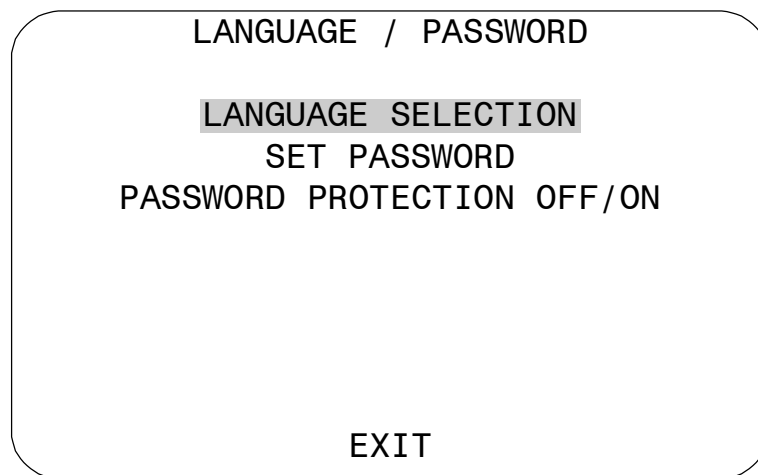 LANGUAGE / PASSWORD
LANGUAGE SELECTION
SET PASSWORD
PASSWORD PROTECTION OFF/ON
EXIT